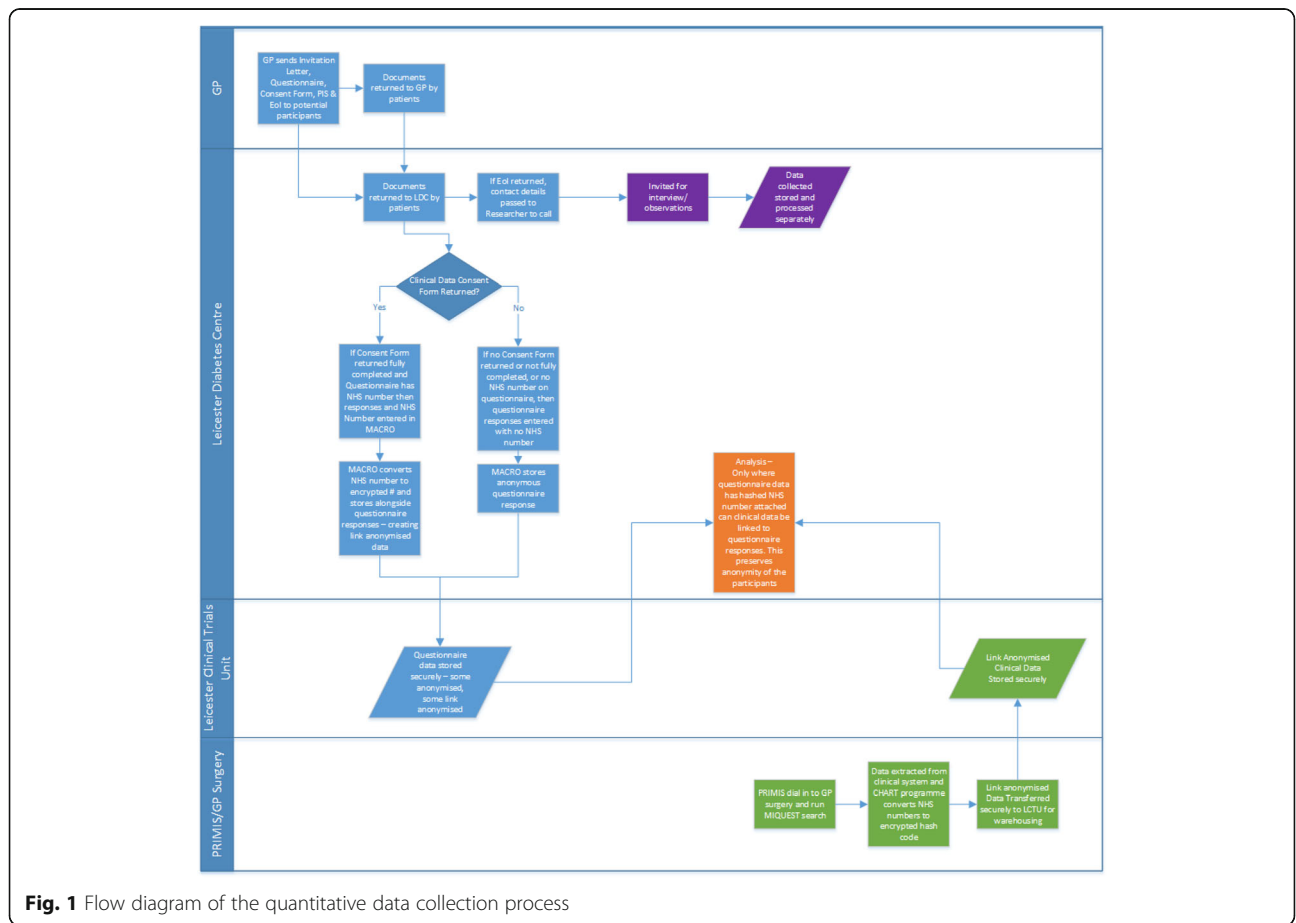 GP
GP sends Invitation
Letter,
Questionnaire,
Consent Form, PIS &
EoI to potential
participants
Documents
returned to GP by
patients
Leicester Diabetes Centre
Documents
returned to LDC by
patients
If EoI returned,
contact details
passed to
Researcher to call
Invited for
interview/
observations
Data
collected
stored and
processed
separately
Clinical Data Consent
Form Returned?
Yes
No
If Consent Form
returned fully
completed and
Questionnaire has
NHS number then
responses and NHS
Number entered in
MACRO
If no Consent Form
returned or not fully
completed, or no
NHS number on
questionnaire, then
questionnaire
responses entered
with no NHS
number
MACRO converts
NHS number to
encrypted # and
stores alongside
questionnaire
responses – creating
link anonymised
data
MACRO stores
anonymous
questionnaire
response
Analysis –
Only where
questionnaire data
has hashed NHS
number attached
can clinical data be
linked to
questionnaire
responses. This
preserves
anonymity of the
participants
Leicester Clinical Trials
Unit
Questionnaire
data stored
securely – some
anonymised,
some link
anonymised
Link Anonymised
Clinical Data
Stored securely
PRIMIS/GP Surgery
PRIMIS dial in to GP
surgery and run
MIQUEST search
Data extracted from
clinical system and
CHART programme
converts NHS
numbers to
encrypted hash
code
Link anonymised
Data Transferred
securely to LCTU for
warehousing
Fig. 1 Flow diagram of the quantitative data collection process